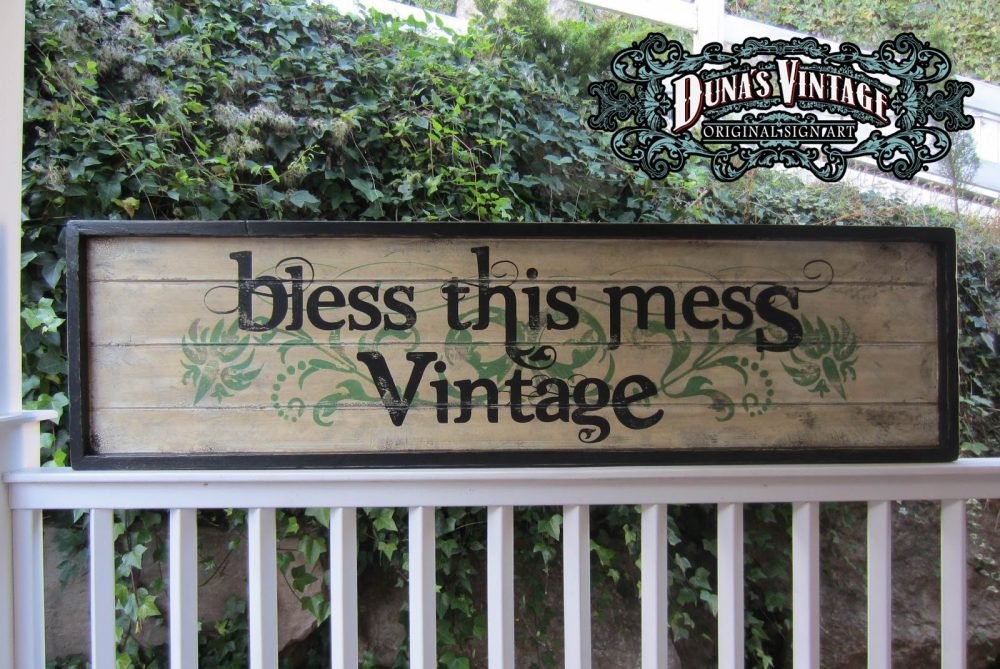 Duna's Vintage
Original Sign Art
bless this mess
Vintage